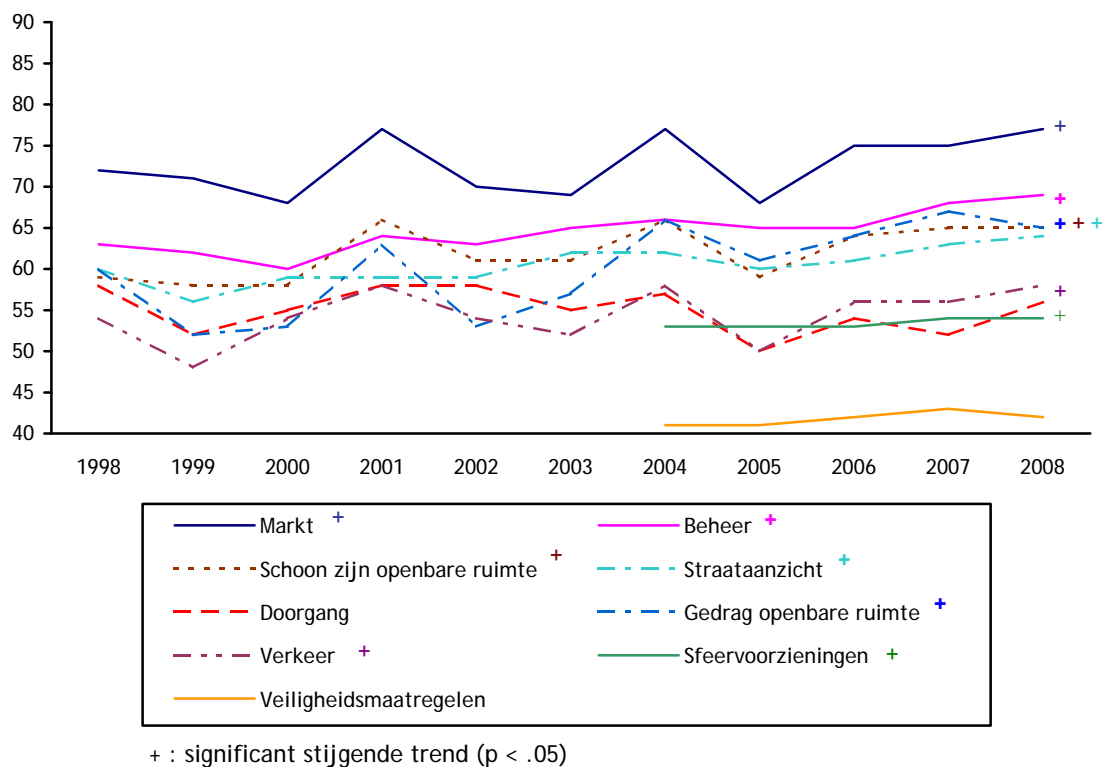 90
85
80
75
70
65
60
55
50
45
40
1998 1999 2000 2001 2002 2003 2004 2005 2006 2007 2008
+
+
+ + +
+
+
Markt + Beheer +
Schoon zijn openbare ruimte + Straataanzicht +
Doorgang Gedrag openbare ruimte +
Verkeer + Sfeervoorzieningen +
Veiligheidsmaatregelen
+ : significant stijgende trend (p < .05)